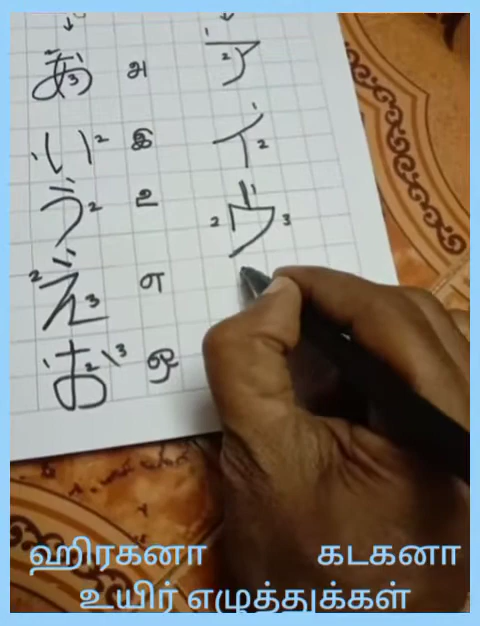 あ அ ア
い இ イ
う உ ウ
え எ
お ஒ
ஹிரகனா கடகனா
உயிர் எழுத்துக்கள்